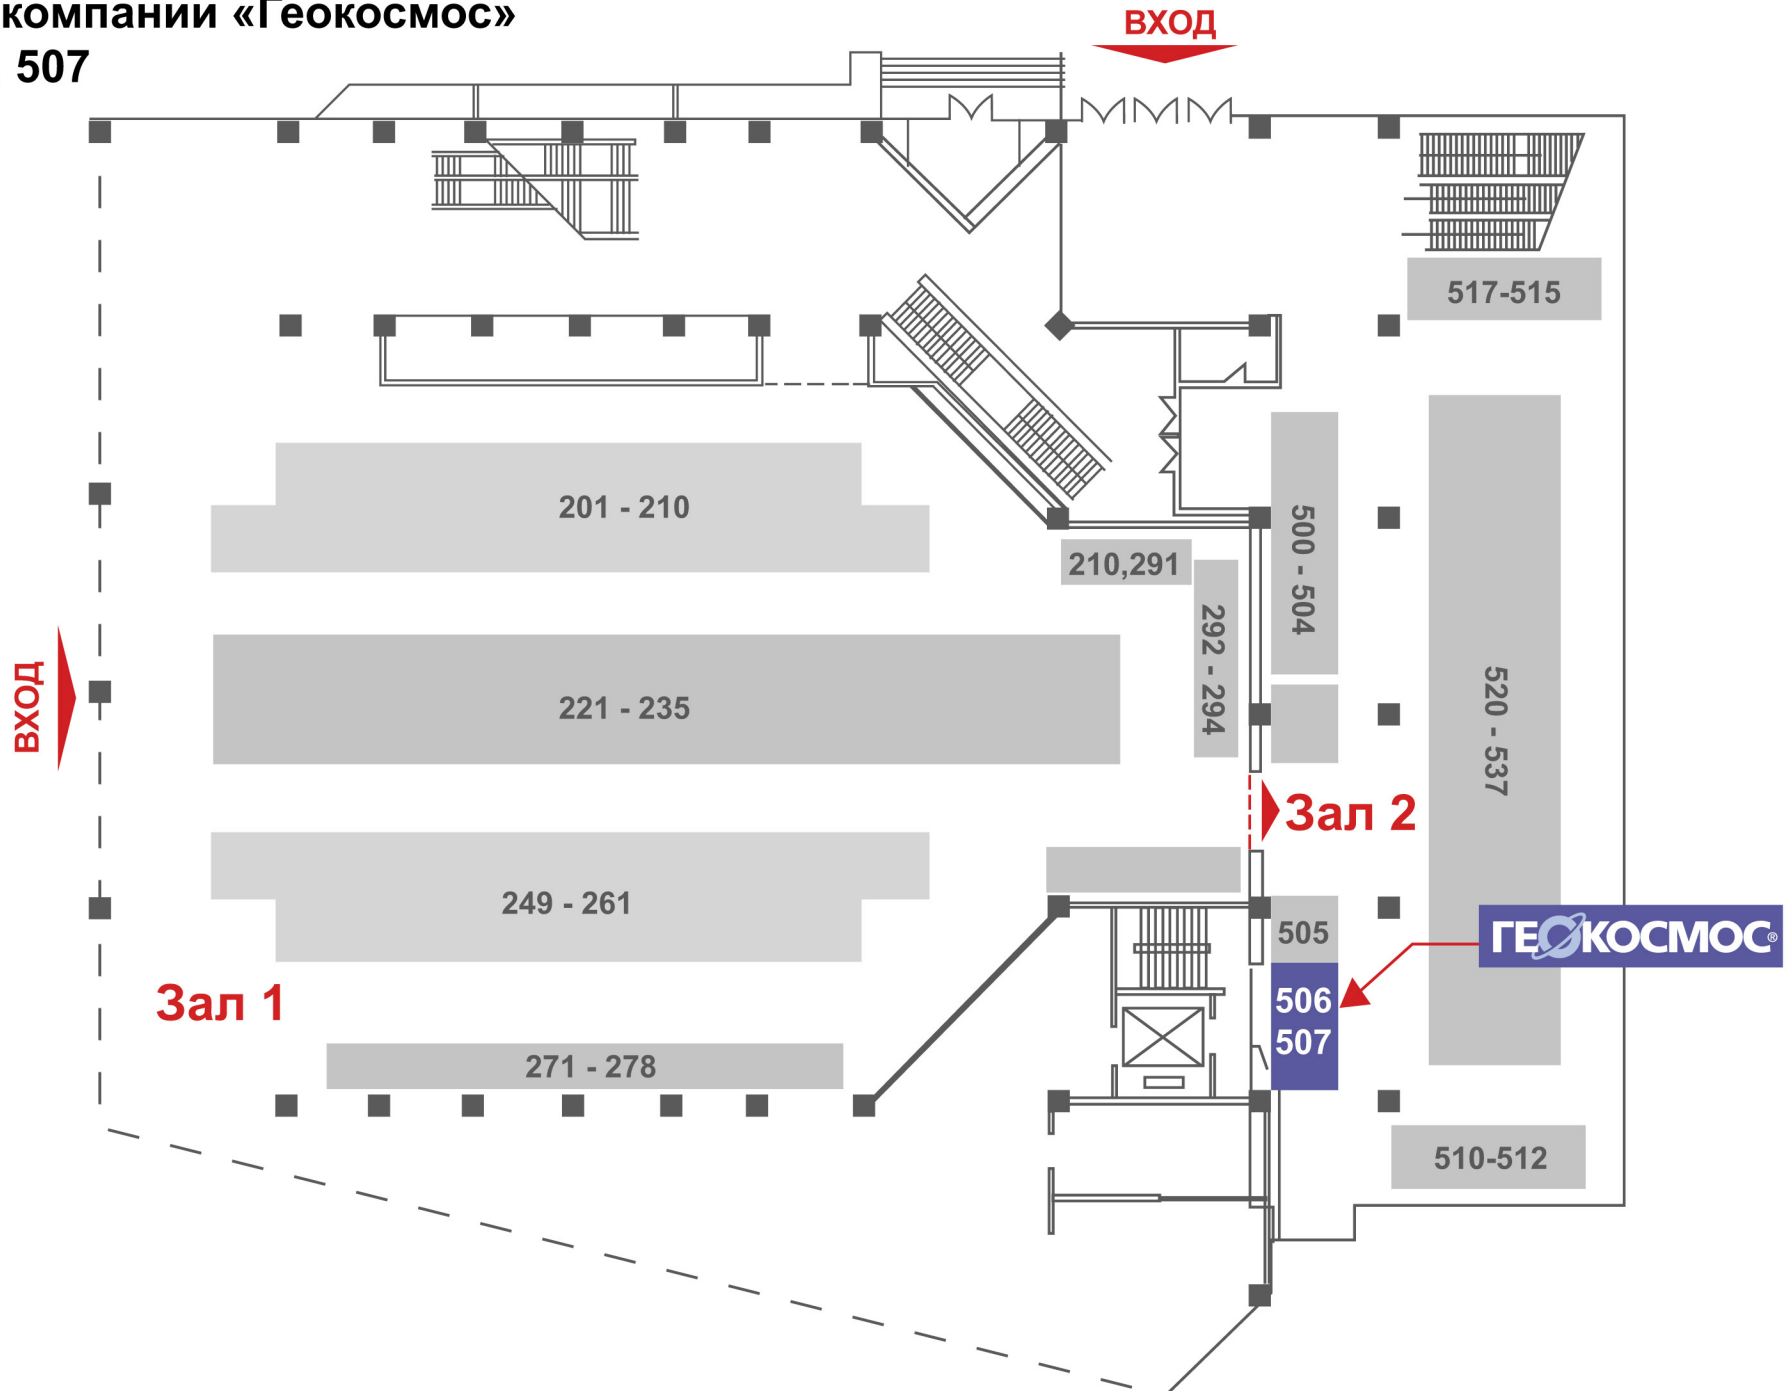 компании «Геокосмос»
507
ВХОД
517-515
201 - 210
210,291
500 - 504
292 - 294
221 - 235
520 - 537
ВХОД
Зал 2
249 - 261
505
ГЕОКОСМОС®
506
507
Зал 1
271 - 278
510-512